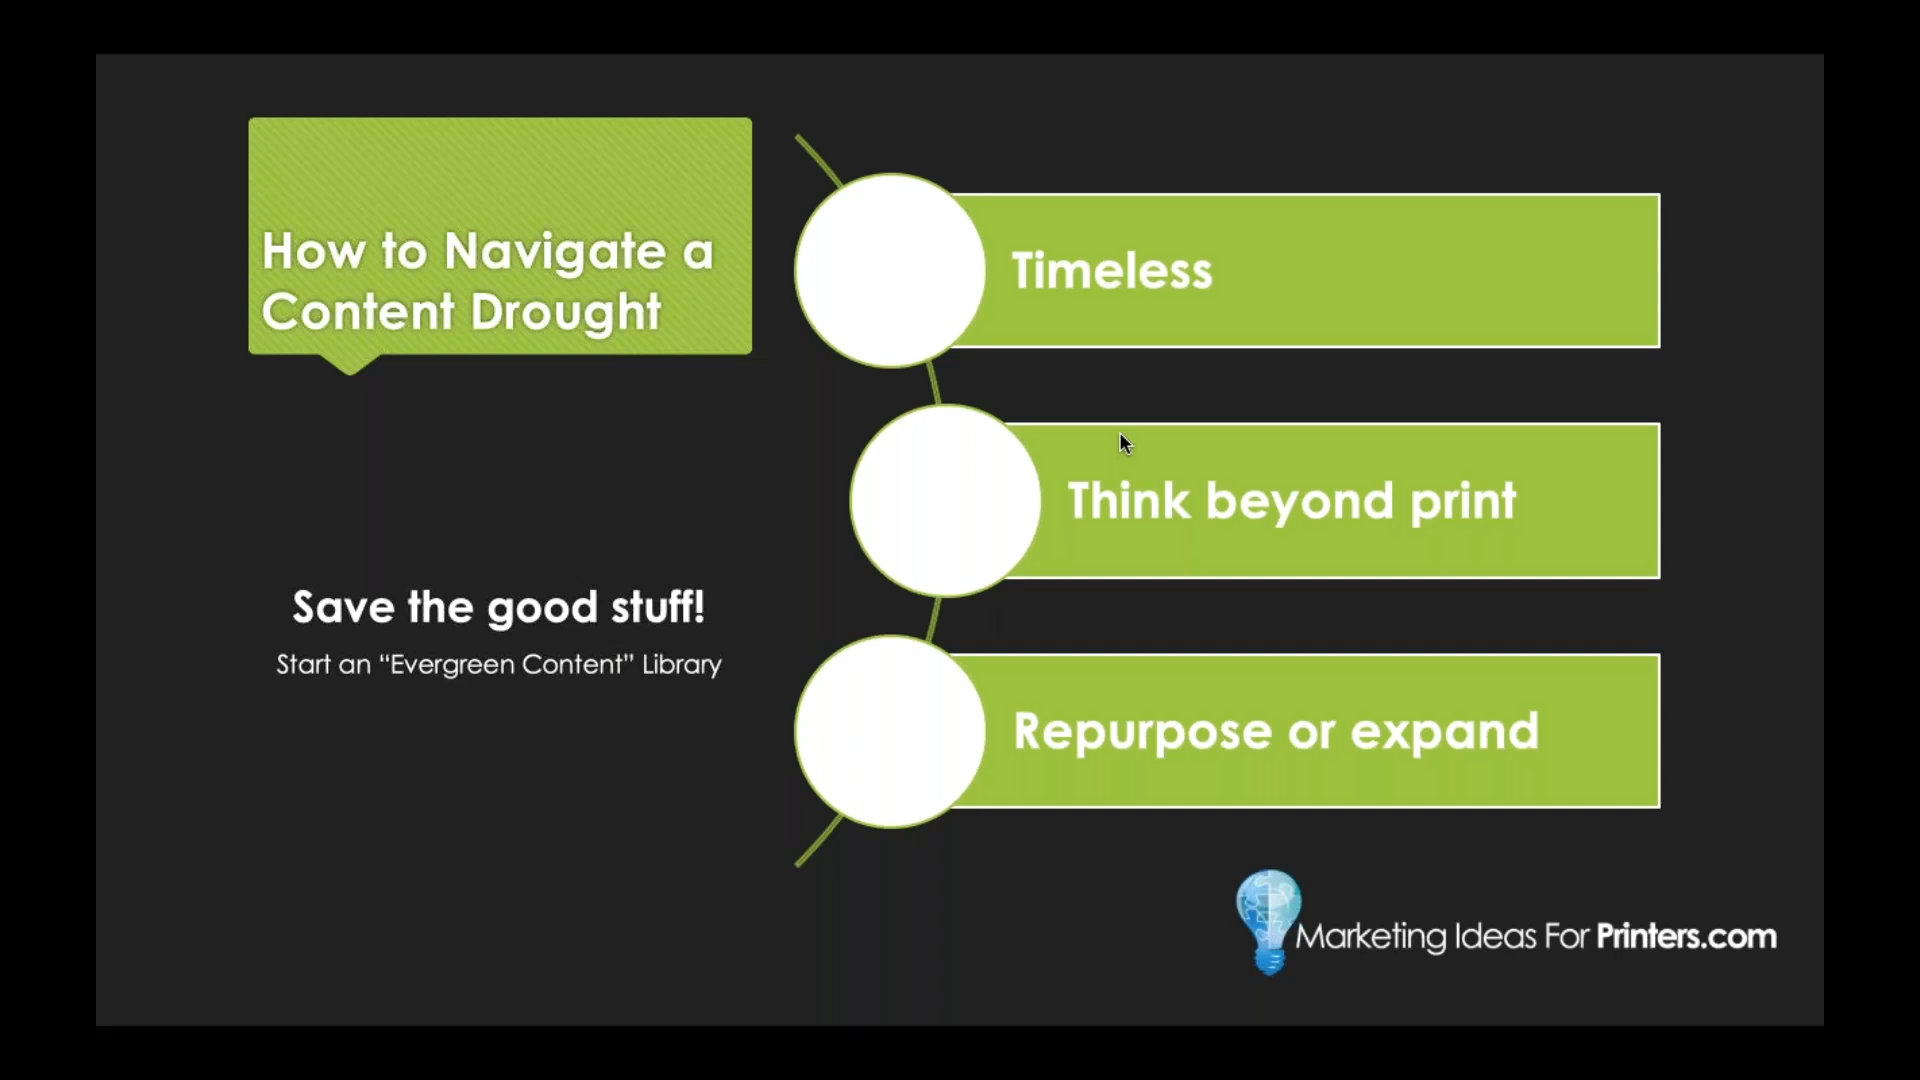 How to Navigate a
Content Drought
Save the good stuff!
Start an “Evergreen Content” Library
Timeless
Think beyond print
Repurpose or expand
Marketing Ideas For Printers.com